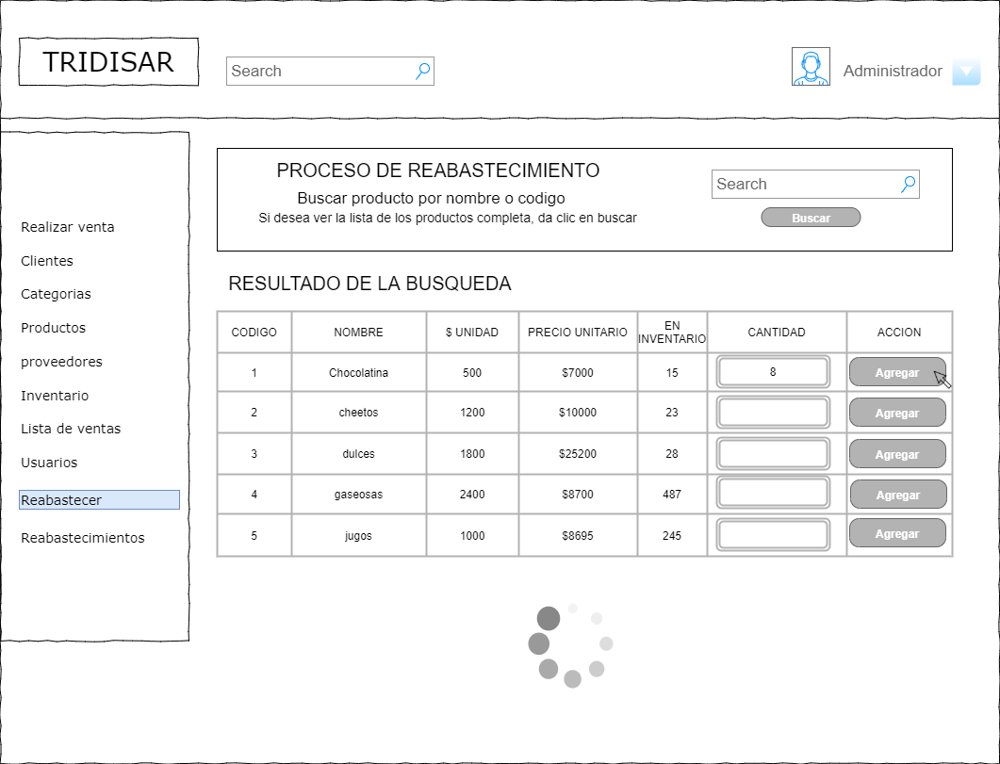 TRIDISAR
Search
Administrador
Realizar venta
Clientes
Categorias
Productos
proveedores
Inventario
Lista de ventas
Usuarios
Reabastecer
Reabastecimientos
PROCESO DE REABASTECIMIENTO
Buscar producto por nombre o codigo
Si desea ver la lista de los productos completa, da clic en buscar
Search
Buscar
RESULTADO DE LA BUSQUEDA
CODIGO NOMBRE $ UNIDAD PRECIO UNITARIO EN INVENTARIO CANTIDAD ACCION
1 Chocolatina 500 $7000 15 8 Agregar
2 cheetos 1200 $10000 23 Agregar
3 dulces 1800 $25200 28 Agregar
4 gaseosas 2400 $8700 487 Agregar
5 jugos 1000 $8695 245 Agregar